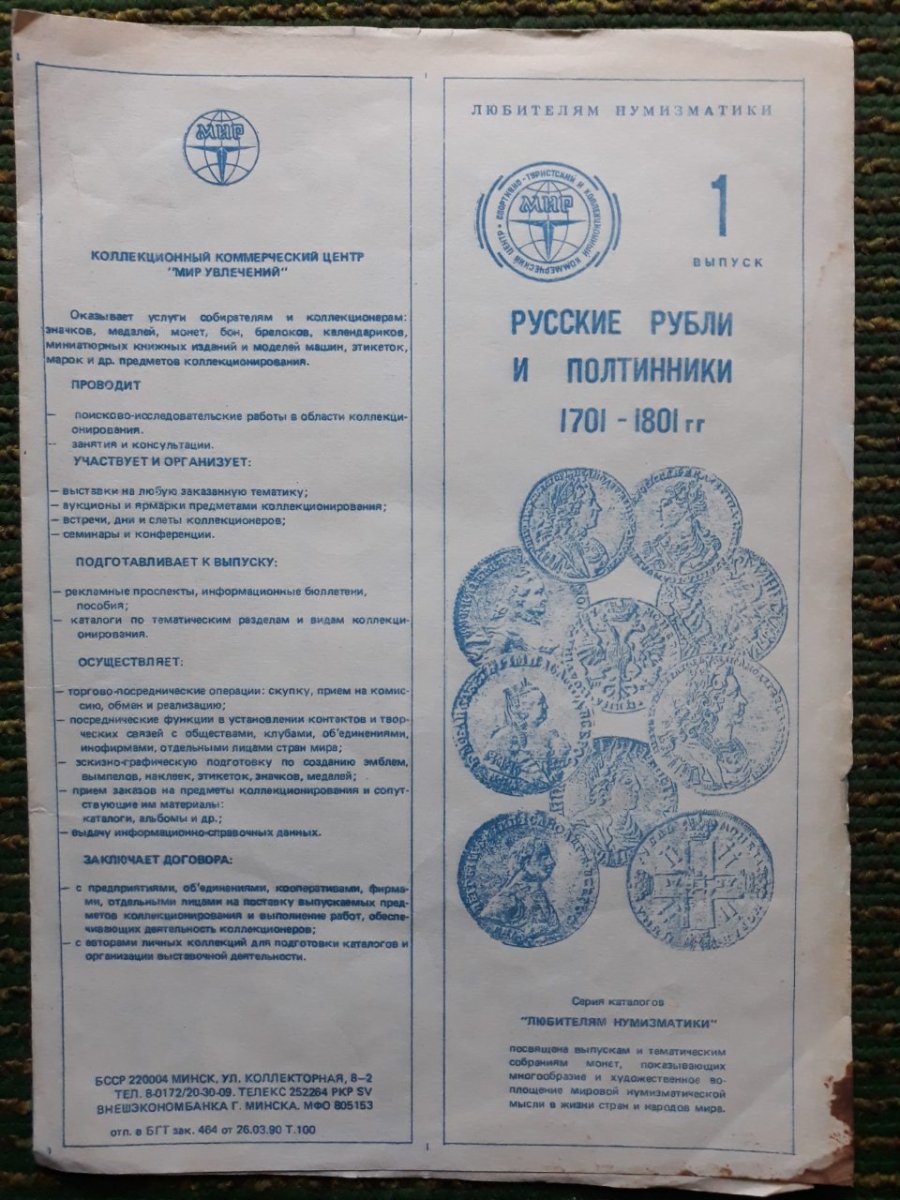 МИР
КОЛЛЕКЦИОННЫЙ КОММЕРЧЕСКИЙ ЦЕНТР
"МИР УВЛЕЧЕНИЙ"
Оказывает услуги собирателям и коллекционерам:
значков, медалей, монет, бон, брелоков, календариков,
миниатюрных книжных изданий и моделей машин, этикеток,
марок и др. предметов коллекционирования.
ПРОВОДИТ
— поисково-исследовательские работы в области коллекци-
онирования.
— занятия и консультации.
УЧАСТВУЕТ И ОРГАНИЗУЕТ:
— выставки на любую заказанную тематику;
— аукционы и ярмарки предметами коллекционирования;
— встречи, дни и слеты коллекционеров;
— семинары и конференции.
ПОДГОТАВЛИВАЕТ К ВЫПУСКУ:
— рекламные проспекты, информационные бюллетени,
пособия;
— каталоги по тематическим разделам и видам коллекци-
онирования.
ОСУЩЕСТВЛЯЕТ:
— торгово-посреднические операции: скупку, прием на комис-
сию, обмен и реализацию;
— посреднические функции в установлении контактов и твор-
ческих связей с обществами, клубами, об'единениями,
инофирмами, отдельными лицами стран мира;
— эскизно-графическую подготовку по созданию эмблем,
вымпелов, наклеек, этикеток, значков, медалей;
— прием заказов на предметы коллекционирования и сопут-
ствующие им материалы:
каталоги, альбомы и др.;
— выдачу информационно-справочных данных.
ЗАКЛЮЧАЕТ ДОГОВОРА:
— с предприятиями, об'единениями, кооперативами, фирма-
ми, отдельными лицами на поставку выпускаемых пред-
метов коллекционирования и выполнение работ, обеспе-
чивающих деятельность коллекционеров;
— с авторами личных коллекций для подготовки каталогов и
организации выставочной деятельности.
БССР 220004 МИНСК, УЛ. КОЛЛЕКТОРНАЯ, 8-2
ТЕЛ. 8-0172/20-30-09. ТЕЛЕКС 252264 PKP SV
ВНЕШЭКОНОМБАНКА Г. МИНСКА. МФО 805153
отп. в БГТ зак. 464 от 26.03.90 Т.100
ЛЮБИТЕЛЯМ НУМИЗМАТИКИ
СПОРТИВНО-ТУРИСТСКИЙ И КОЛЛЕКЦИОННЫЙ КОММЕРЧЕСКИЙ ЦЕНТР
МИР
1
ВЫПУСК
РУССКИЕ РУБЛИ
И ПОЛТИННИКИ
1701 - 1801 гг
Серия каталогов
"ЛЮБИТЕЛЯМ НУМИЗМАТИКИ"
посвящена выпускам и тематическим
собраниям монет, показывающих
многообразие и художественное во-
площение мировой нумизматической
мысли в жизни стран и народов мира.